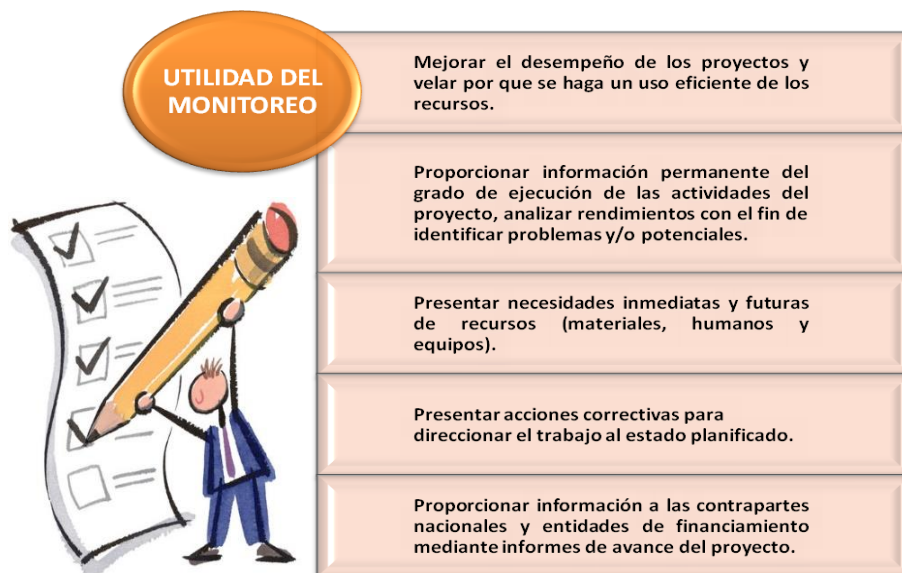 UTILIDAD DEL
MONITOREO
Mejorar el desempeño de los proyectos y
velar por que se haga un uso eficiente de los
recursos.
Proporcionar información permanente del
grado de ejecución de las actividades del
proyecto, analizar rendimientos con el fin de
identificar problemas y/o potenciales.
Presentar necesidades inmediatas y futuras
de recursos (materiales, humanos y
equipos).
Presentar acciones correctivas para
direccionar el trabajo al estado planificado.
Proporcionar información a las contrapartes
nacionales y entidades de financiamiento
mediante informes de avance del proyecto.